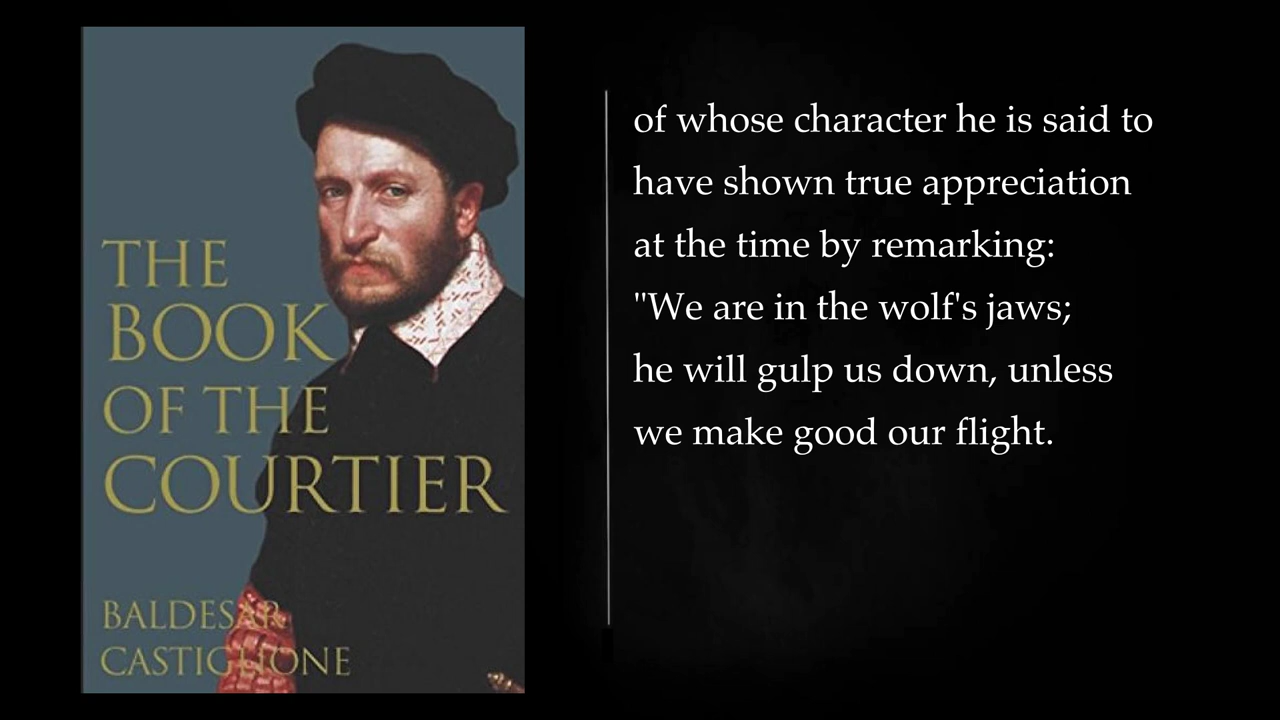 THE
BOOK
OF THE
COURTIER
BALDESAR
CASTIGLIONE
of whose character he is said to
have shown true appreciation
at the time by remarking:
"We are in the wolf's jaws;
he will gulp us down, unless
we make good our flight.